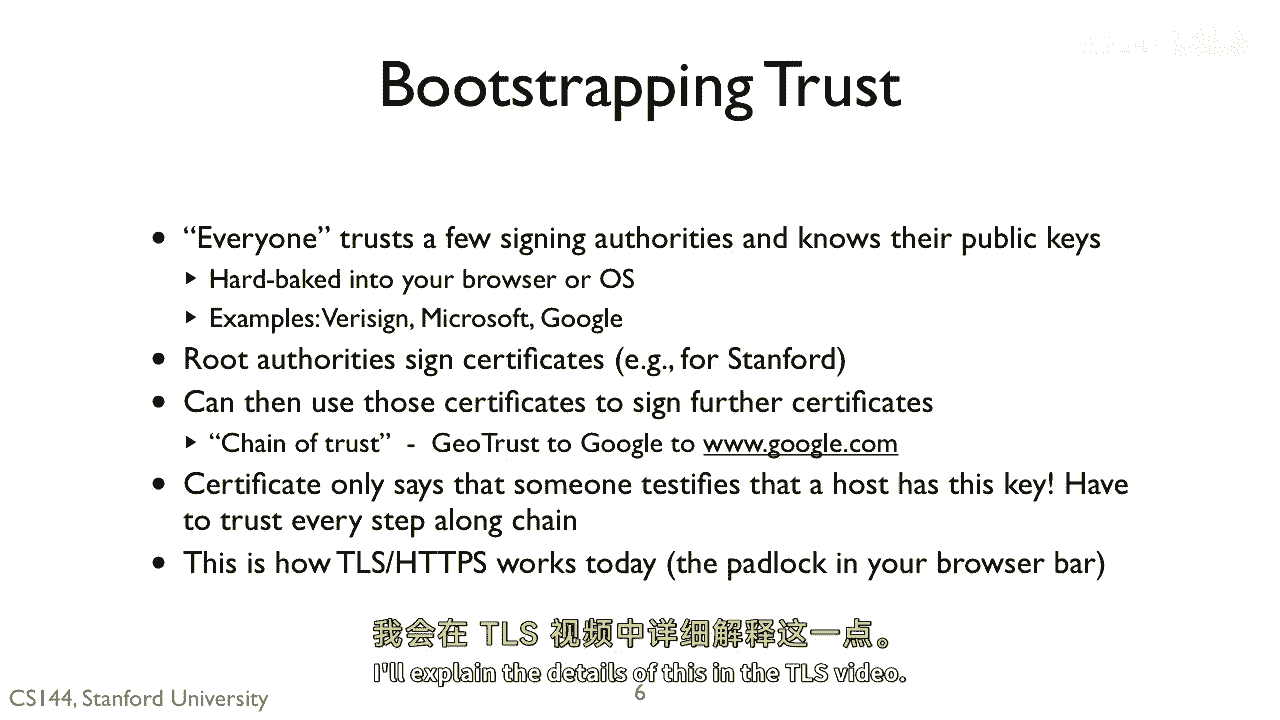 Bootstrapping Trust
• “Everyone” trusts a few signing authorities and knows their public keys
‣ Hard-baked into your browser or OS
‣ Examples: Verisign, Microsoft, Google
• Root authorities sign certificates (e.g., for Stanford)
• Can then use those certificates to sign further certificates
‣ “Chain of trust” - GeoTrust to Google to www.google.com
• Certificate only says that someone testifies that a host has this key! Have
to trust every step along chain
• This is how TLS/HTTPS works today (the padlock in your browser bar)
我会在 TLS 视频中详细解释这一点。
I'll explain the details of this in the TLS video.
CS144, Stanford University
6